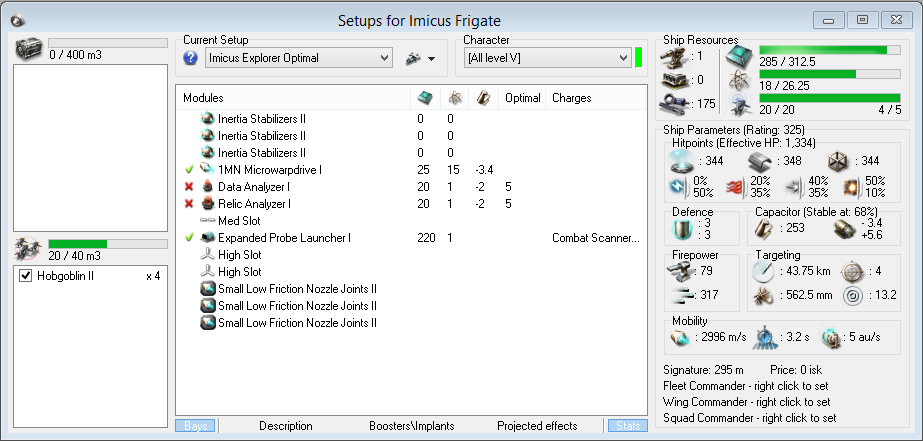 Setups for Imicus Frigate
0 / 400 m3
Current Setup
Imicus Explorer Optimal
Character
[All level V]
Ship Resources
: 1
: 0
: 175
285 / 312.5
18 / 26.25
20 / 20 4 / 5
Modules Optimal Charges
Inertia Stabilizers II 0 0
Inertia Stabilizers II 0 0
Inertia Stabilizers II 0 0
1MN Microwarpdrive I 25 15 -3.4
Data Analyzer I 20 1 -2 5
Relic Analyzer I 20 1 -2 5
Med Slot
Expanded Probe Launcher I 220 1 Combat Scanner...
High Slot
High Slot
Small Low Friction Nozzle Joints II
Small Low Friction Nozzle Joints II
Small Low Friction Nozzle Joints II
20 / 40 m3
Hobgoblin II x 4
Ship Parameters (Rating: 325)
Hitpoints (Effective HP: 1,334)
: 344 : 348 : 344
0% 20% 40% 50%
50% 35% 35% 10%
Defence
: 3
: 3
Capacitor (Stable at: 68%)
: 253 - 3.4
+5.6
Firepower
: 79
: 317
Targeting
: 43.75 km : 4
: 562.5 mm : 13.2
Mobility
: 2996 m/s : 3.2 s : 5 au/s
Signature: 295 m Price: 0 isk
Fleet Commander - right click to set
Wing Commander - right click to set
Squad Commander - right click to set
Bays Description Boosters\Implants Projected effects Stats